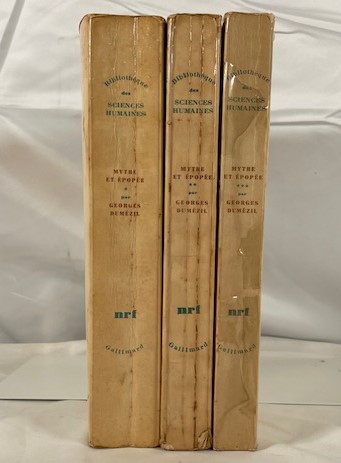 Bibliothèque
des
SCIENCES
HUMAINES
MYTHE
ET ÉPOPÉE
*
par
GEORGES
DUMÉZIL
nrf
Gallimard
Bibliothèque
des
SCIENCES
HUMAINES
MYTHE
ET ÉPOPÉE
**
par
GEORGES
DUMÉZIL
nrf
Gallimard
Bibliothèque
des
SCIENCES
HUMAINES
MYTHE
ET ÉPOPÉE
***
par
GEORGES
DUMÉZIL
nrf
Gallimard